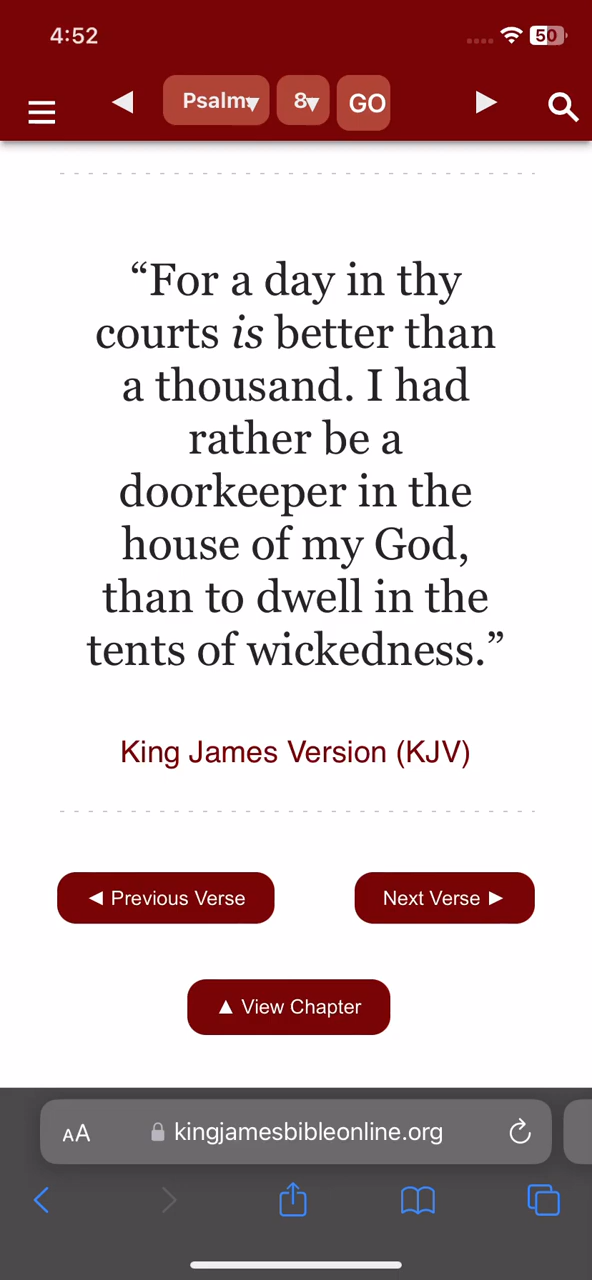 4:52
50
Psalm
8
GO
“For a day in thy
courts is better than
a thousand. I had
rather be a
doorkeeper in the
house of my God,
than to dwell in the
tents of wickedness.”
King James Version (KJV)
◄ Previous Verse
Next Verse ►
▲ View Chapter
AA
kingjamesbibleonline.org